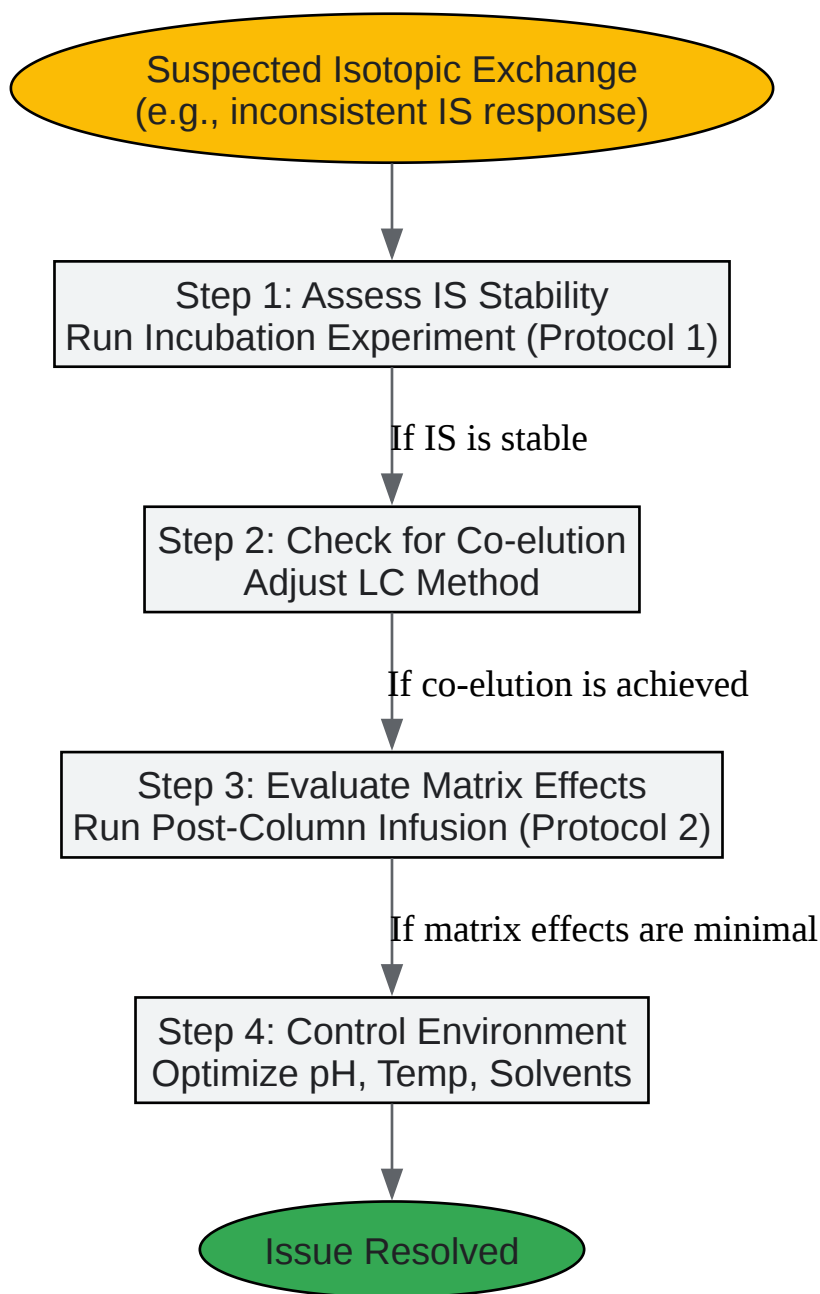 Suspected Isotopic Exchange
(e.g., inconsistent IS response)
Step 1: Assess IS Stability
Run Incubation Experiment (Protocol 1)
If IS is stable
Step 2: Check for Co-elution
Adjust LC Method
If co-elution is achieved
Step 3: Evaluate Matrix Effects
Run Post-Column Infusion (Protocol 2)
If matrix effects are minimal
Step 4: Control Environment
Optimize pH, Temp, Solvents
Issue Resolved